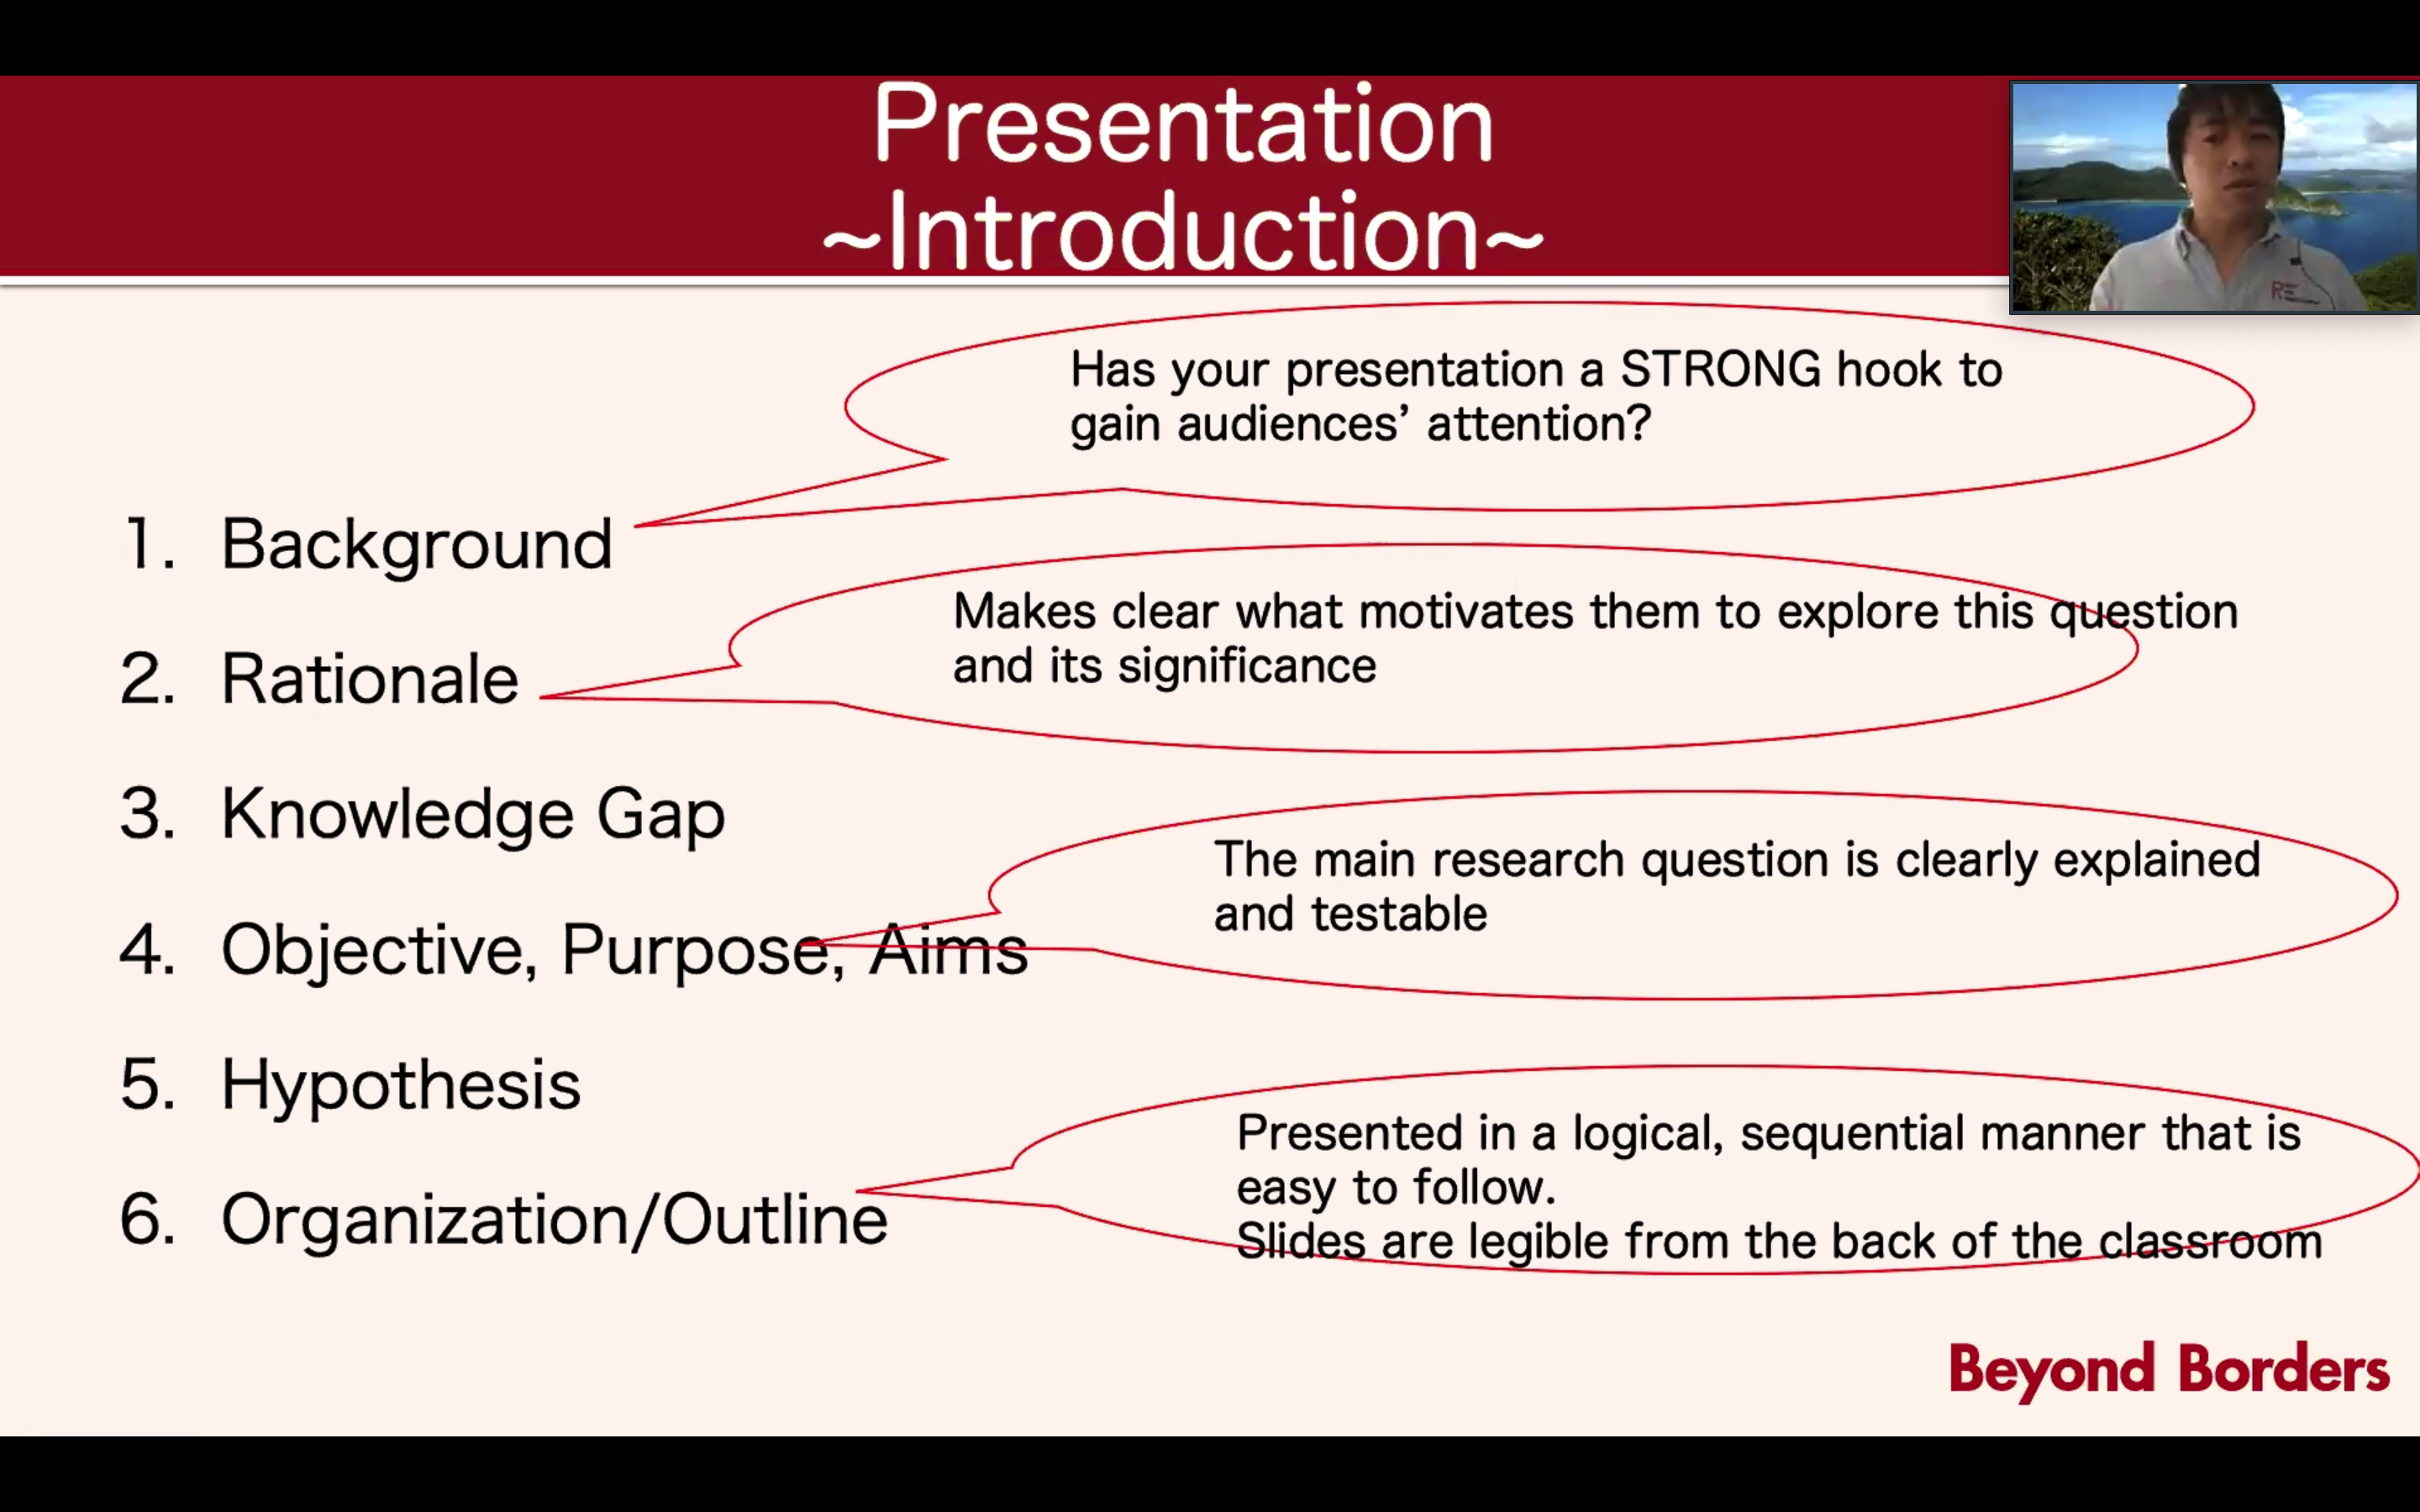 Presentation
~Introduction~
Has your presentation a STRONG hook to
gain audiences’ attention?
1. Background
Makes clear what motivates them to explore this question
and its significance
2. Rationale
3. Knowledge Gap
The main research question is clearly explained
and testable
4. Objective, Purpose, Aims
5. Hypothesis
Presented in a logical, sequential manner that is
easy to follow.
Slides are legible from the back of the classroom
6. Organization/Outline
Beyond Borders
R